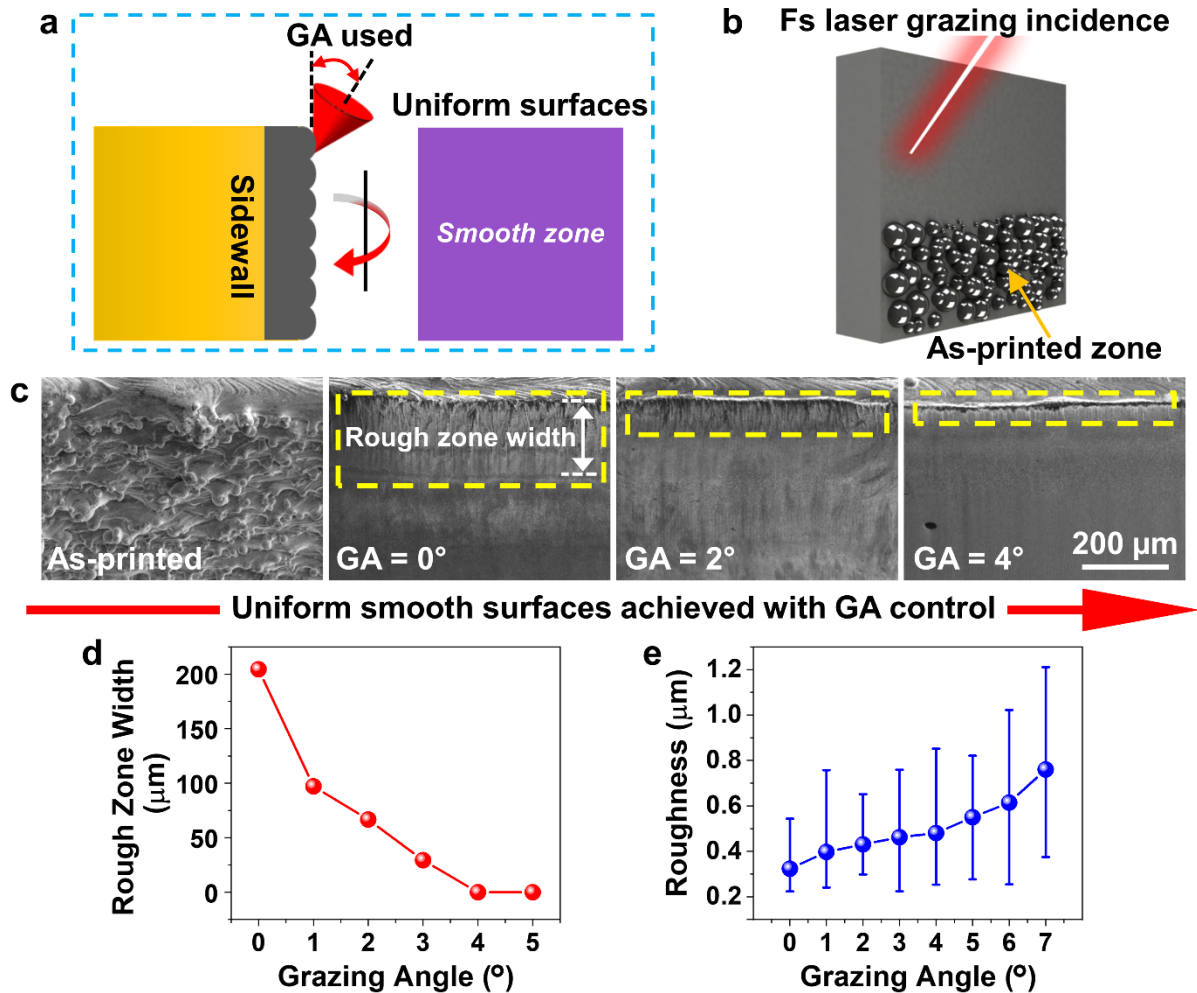 a
GA used
Uniform surfaces
Sidewall
Smooth zone
b
Fs laser grazing incidence
As-printed zone
c
As-printed
Rough zone width
GA = 0°
GA = 2°
GA = 4°
200 μm
Uniform smooth surfaces achieved with GA control
d
Rough Zone Width
(μm)
200
150
100
50
0
0 1 2 3 4 5
Grazing Angle (°)
e
Roughness (μm)
1.2
1.0
0.8
0.6
0.4
0.2
0 1 2 3 4 5 6 7
Grazing Angle (°)